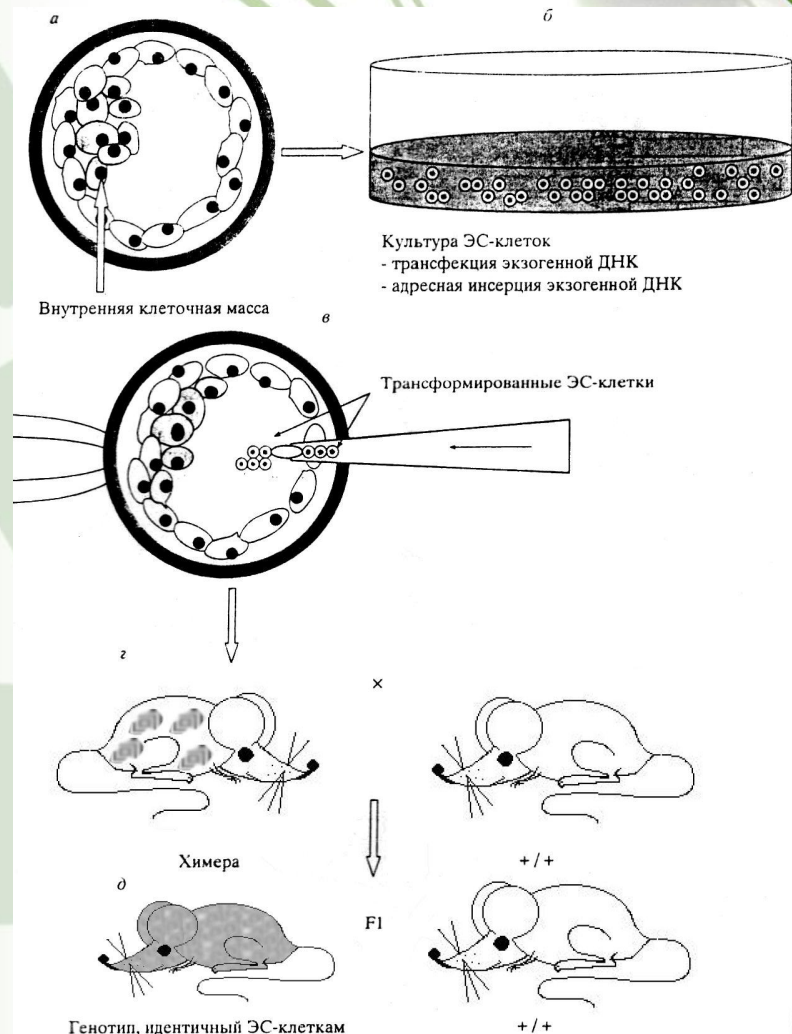 а
б
Культура ЭС-клеток
- трансфекция экзогенной ДНК
- адресная инсерция экзогенной ДНК
Внутренняя клеточная масса
в
Трансформированные ЭС-клетки
г
×
Химера
+/+
д
F1
Генотип, идентичный ЭС-клеткам
+/+